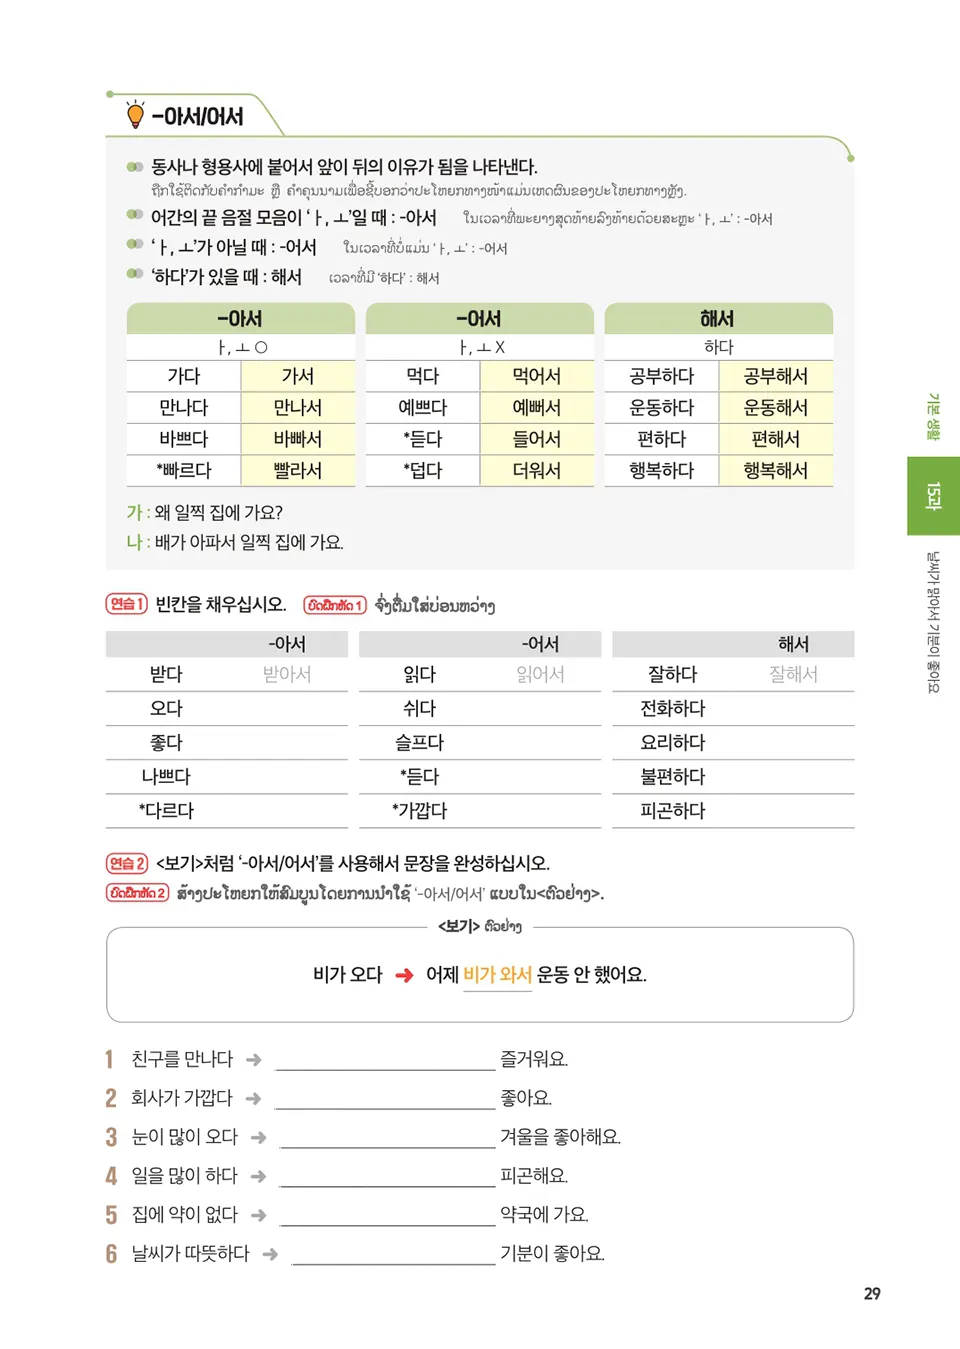 -아서/어서
동사나 형용사에 붙어서 앞이 뒤의 이유가 됨을 나타낸다.
ຖືກໃຊ້ຕິດກັບຄຳກຳມະ ຫຼື ຄຳຄຸນນາມເພື່ອຊີ້ບອກວ່າປະໂຫຍກທາງໜ້າແມ່ນເຫດຜົນຂອງປະໂຫຍກທາງຫຼັງ.
어간의 끝 음절 모음이 ‘ㅏ, ㅗ’일 때 : -아서 ໃນເວລາທີ່ພະຍາງສຸດທ້າຍລົງທ້າຍດ້ວຍສະຫຼະ ‘ㅏ, ㅗ’ : -아서
‘ㅏ, ㅗ’가 아닐 때 : -어서 ໃນເວລາທີ່ບໍ່ແມ່ນ ‘ㅏ, ㅗ’ : -어서
‘하다’가 있을 때 : 해서 ເວລາທີ່ມີ ‘하다’ : 해서
-아서 -어서 해서
ㅏ, ㅗ O ㅏ, ㅗ X 하다
가다 가서 먹다 먹어서 공부하다 공부해서
만나다 만나서 예쁘다 예뻐서 운동하다 운동해서
바쁘다 바빠서 *듣다 들어서 편하다 편해서
*빠르다 빨라서 *덥다 더워서 행복하다 행복해서
가 : 왜 일찍 집에 가요?
나 : 배가 아파서 일찍 집에 가요.
연습 1 빈칸을 채우십시오. ບົດຝຶກຫັດ 1 ຈົ່ງຕື່ມໃສ່ບ່ອນຫວ່າງ
-아서 -어서 해서
받다 받아서 읽다 읽어서 잘하다 잘해서
오다 쉬다 전화하다
좋다 슬프다 요리하다
나쁘다 *듣다 불편하다
*다르다 *가깝다 피곤하다
연습 2 <보기>처럼 ‘-아서/어서’를 사용해서 문장을 완성하십시오.
ບົດຝຶກຫັດ 2 ສ້າງປະໂຫຍກໃຫ້ສົມບູນໂດຍການນຳໃຊ້ ‘-아서/어서’ ແບບໃນ<ຕົວຢ່າງ>.
<보기> ຕົວຢ່າງ
비가 오다 ➜ 어제 비가 와서 운동 안 했어요.
1 친구를 만나다 ➜ ____________ 즐거워요.
2 회사가 가깝다 ➜ ____________ 좋아요.
3 눈이 많이 오다 ➜ ____________ 겨울을 좋아해요.
4 일을 많이 하다 ➜ ____________ 피곤해요.
5 집에 약이 없다 ➜ ____________ 약국에 가요.
6 날씨가 따뜻하다 ➜ ____________ 기분이 좋아요.
기본 생활
15과
날씨가 맑아서 기분이 좋아요
29